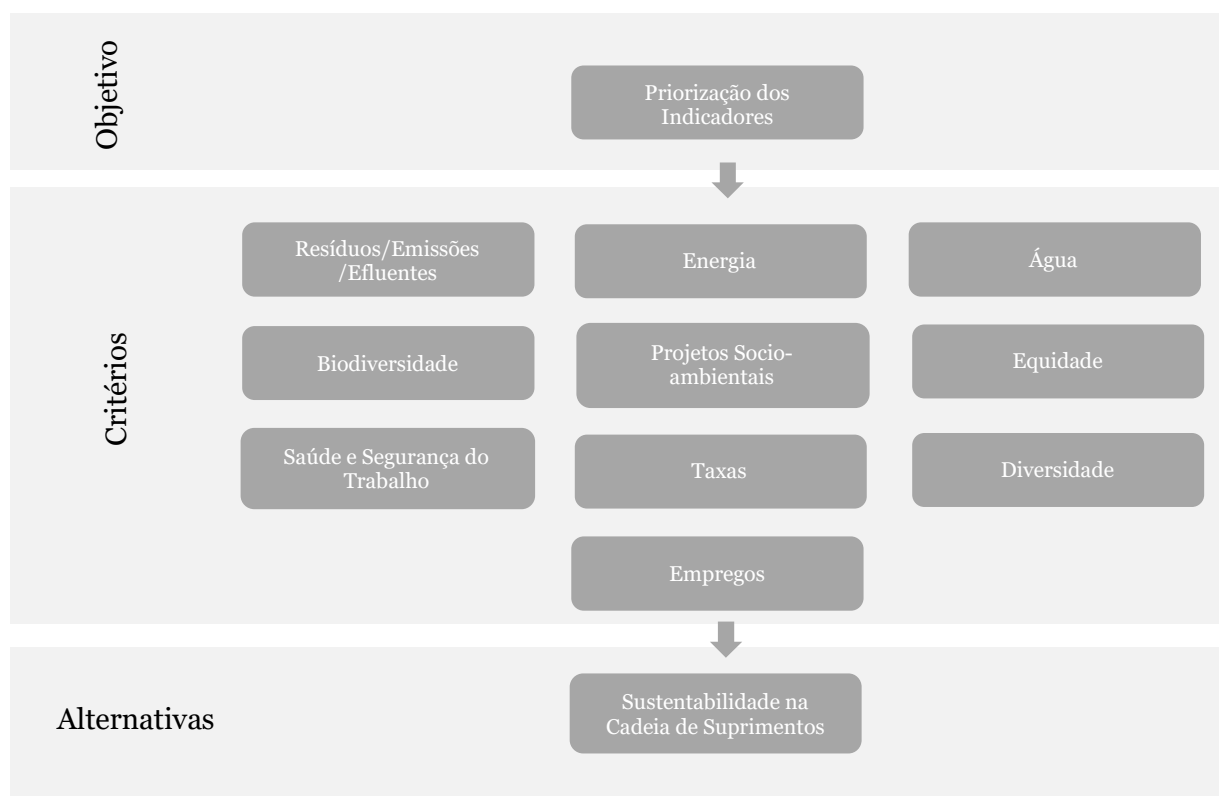 Objetivo
Priorização dos
Indicadores
Critérios
Resíduos/Emissões
/Efluentes
Energia
Água
Biodiversidade
Projetos Socio-
ambientais
Equidade
Saúde e Segurança do
Trabalho
Taxas
Diversidade
Empregos
Alternativas
Sustentabilidade na
Cadeia de Suprimentos